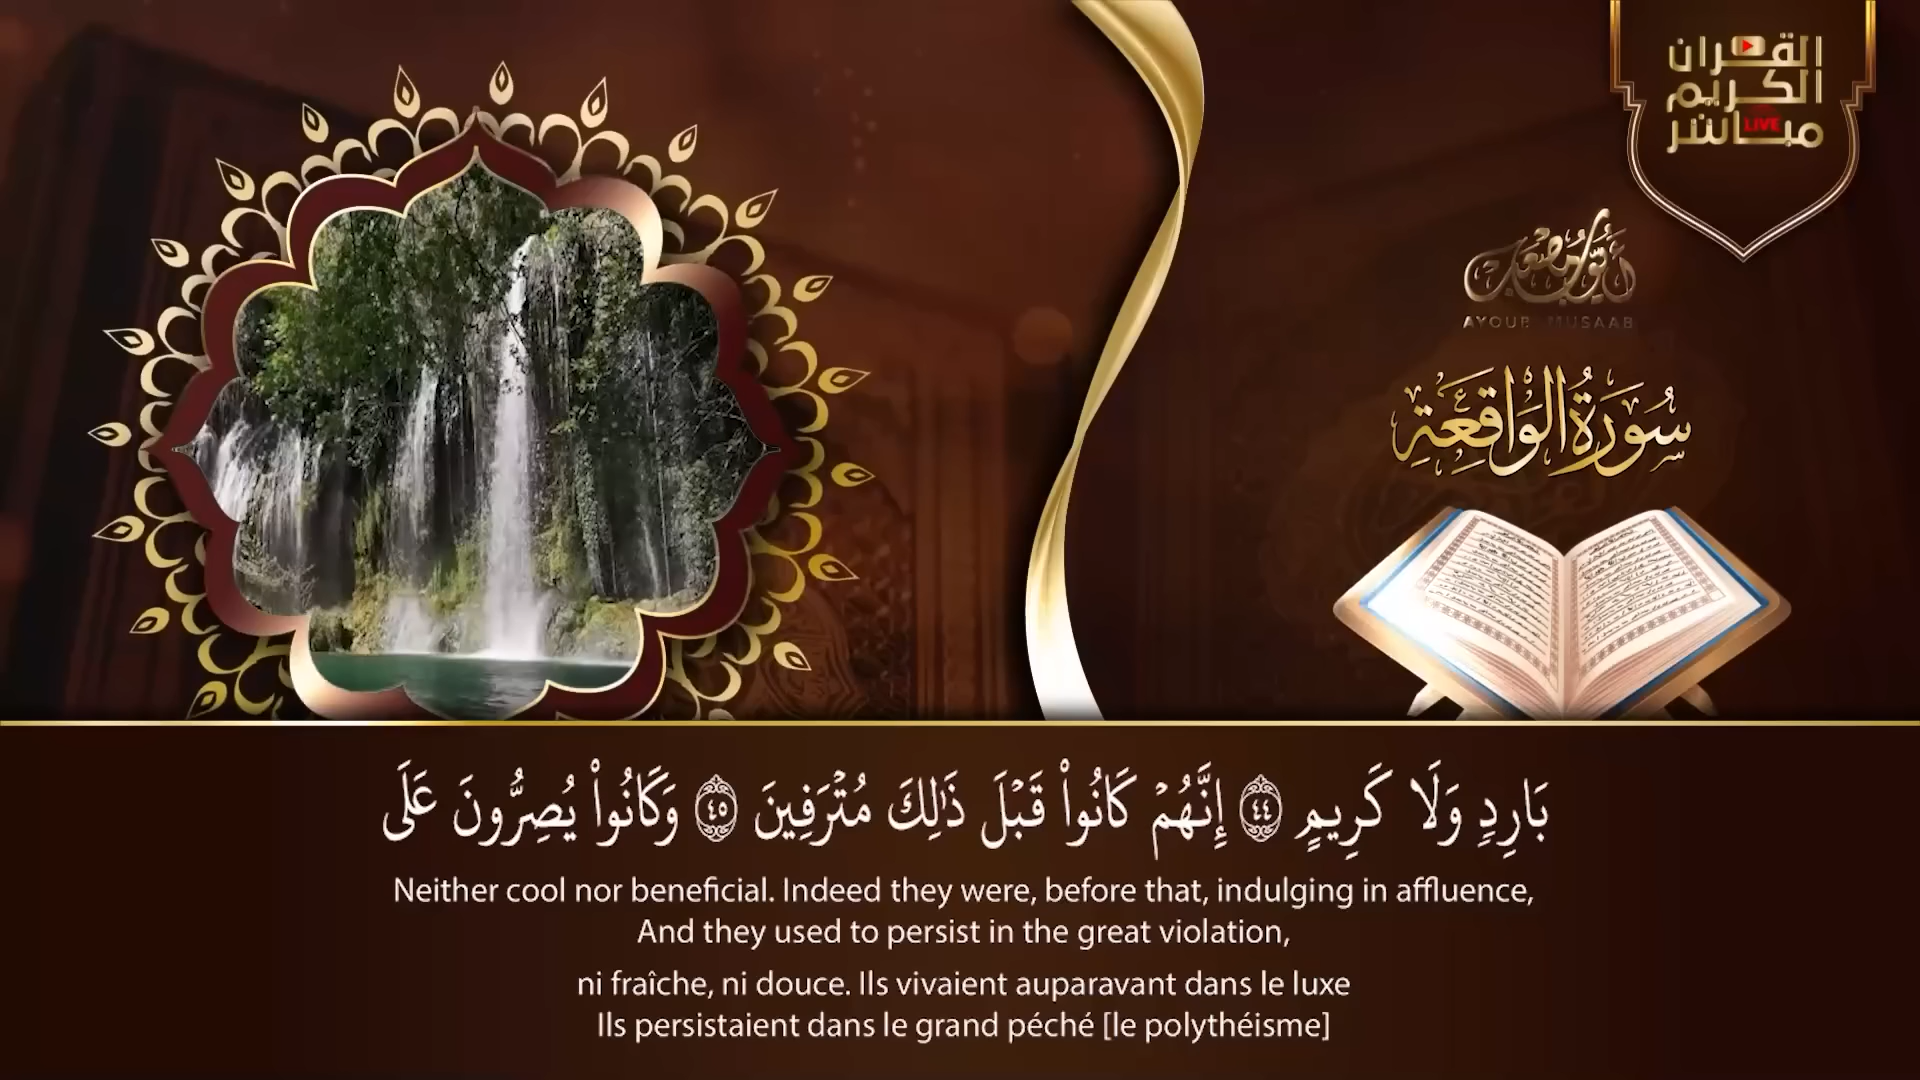 القرآن
الكريم
مباشر
LIVE
أيوب مصعب
AYOUB MUSAAB
سُورَةُ الوَاقِعَةِ
بَارِدٍ وَلَا كَرِيمٍ ٤٤ إِنَّهُمْ كَانُوا۟ قَبْلَ ذَٰلِكَ مُتْرَفِينَ ٤٥ وَكَانُوا۟ يُصِرُّونَ عَلَى
Neither cool nor beneficial. Indeed they were, before that, indulging in affluence,
And they used to persist in the great violation,
ni fraîche, ni douce. Ils vivaient auparavant dans le luxe
Ils persistaient dans le grand péché [le polythéisme]